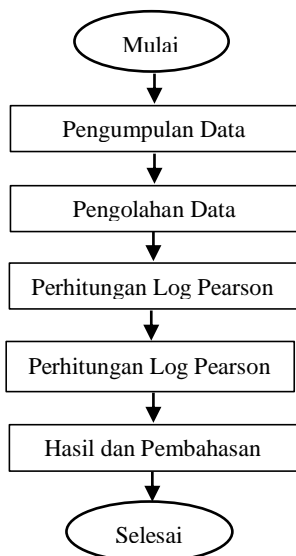 Mulai
Pengumpulan Data
Pengolahan Data
Perhitungan Log Pearson
Perhitungan Log Pearson
Hasil dan Pembahasan
Selesai